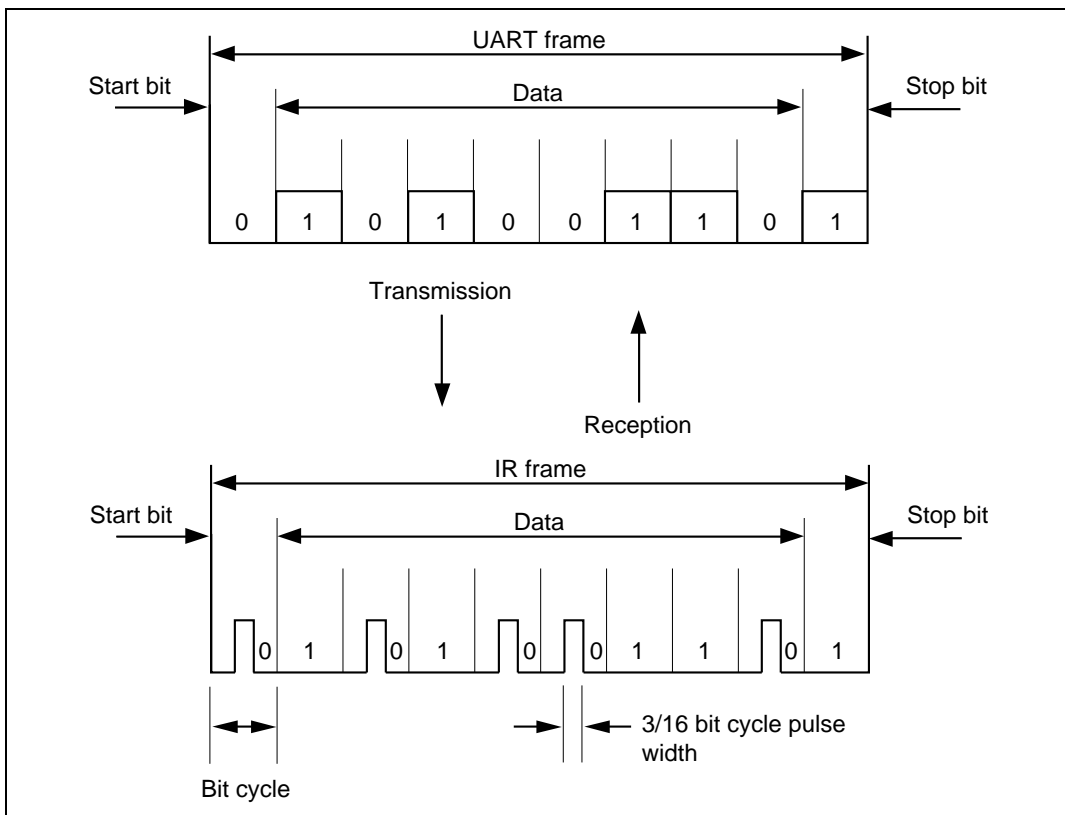 UART frame
Start bit
Data
Stop bit
0 1 0 1 0 0 1 1 0 1
Transmission
Reception
IR frame
Start bit
Data
Stop bit
0 1 0 1 0 0 1 1 0 1
3/16 bit cycle pulse
width
Bit cycle